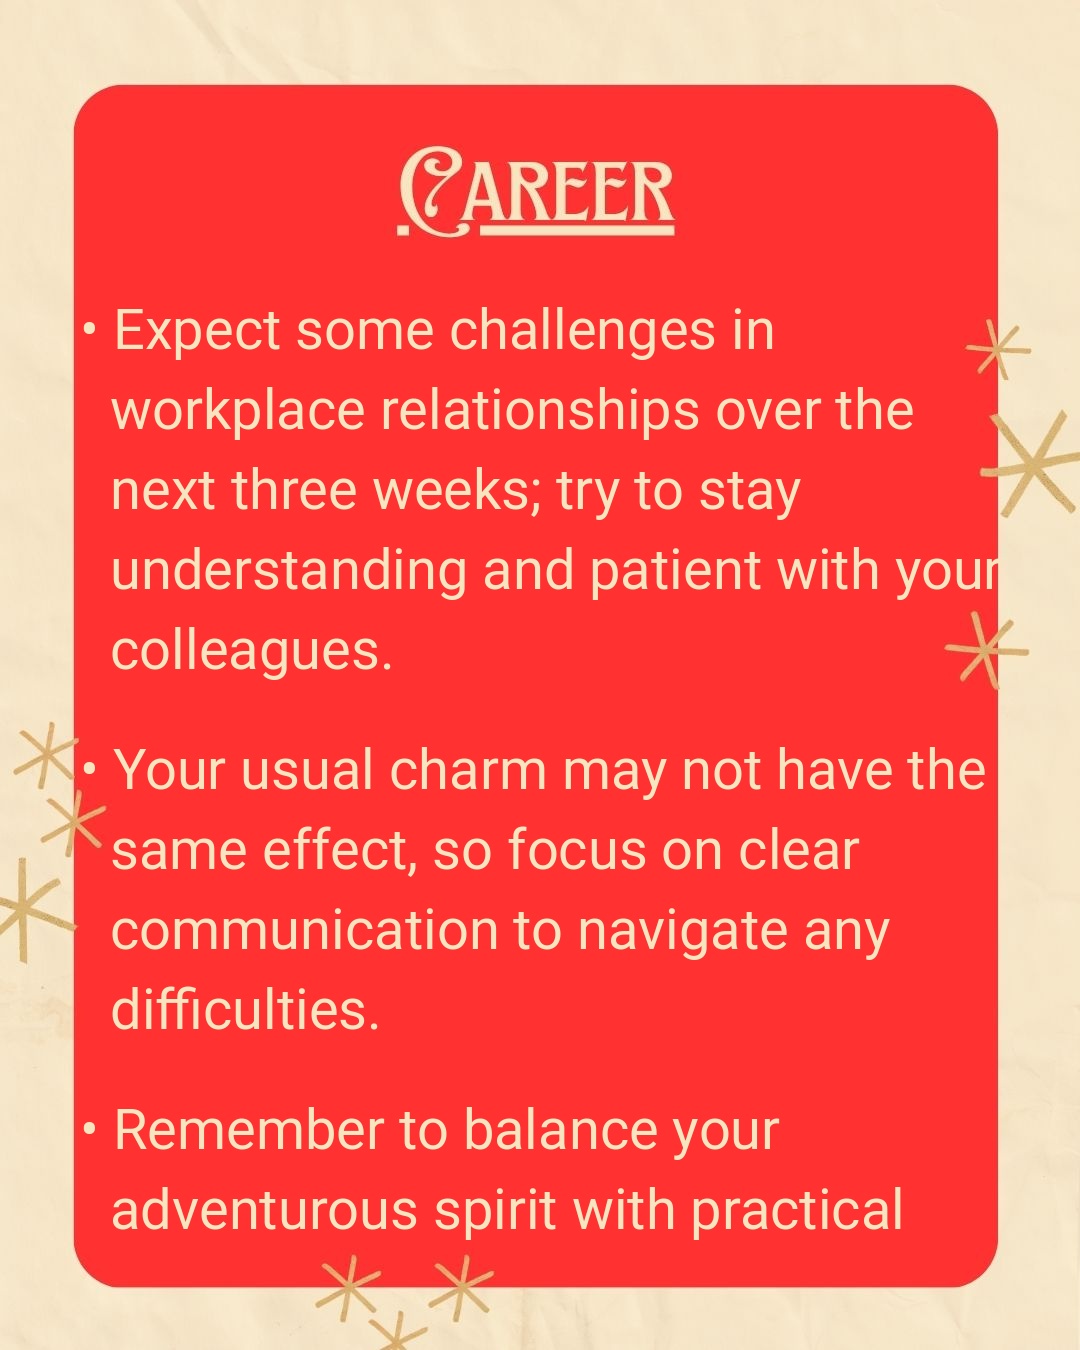 Career
• Expect some challenges in
workplace relationships over the
next three weeks; try to stay
understanding and patient with your
colleagues.
• Your usual charm may not have the
same effect, so focus on clear
communication to navigate any
difficulties.
• Remember to balance your
adventurous spirit with practical